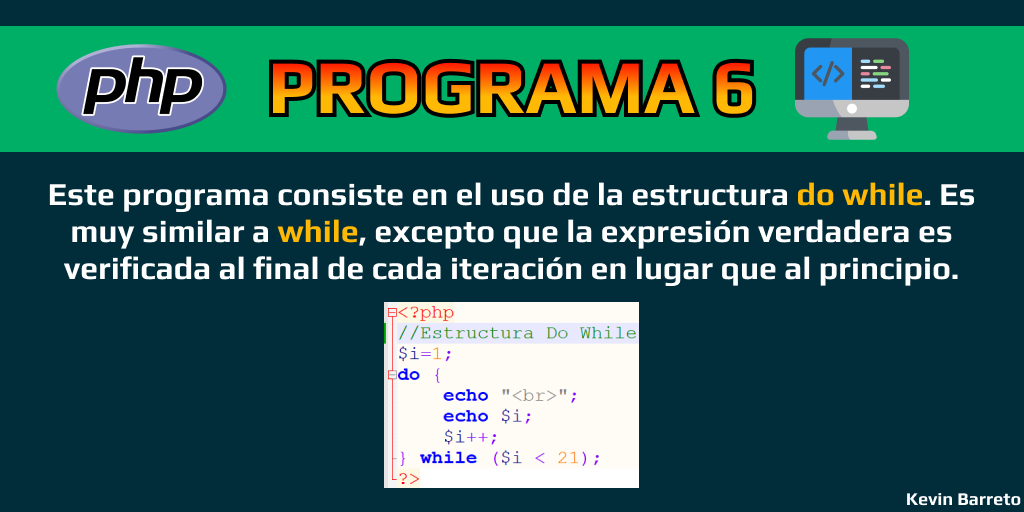 php
PROGRAMA 6
</>
Este programa consiste en el uso de la estructura do while. Es
muy similar a while, excepto que la expresión verdadera es
verificada al final de cada iteración en lugar que al principio.
<?php
//Estructura Do While
$i=1;
do {
    echo "<br>";
    echo $i;
    $i++;
} while ($i < 21);
?>
Kevin Barreto